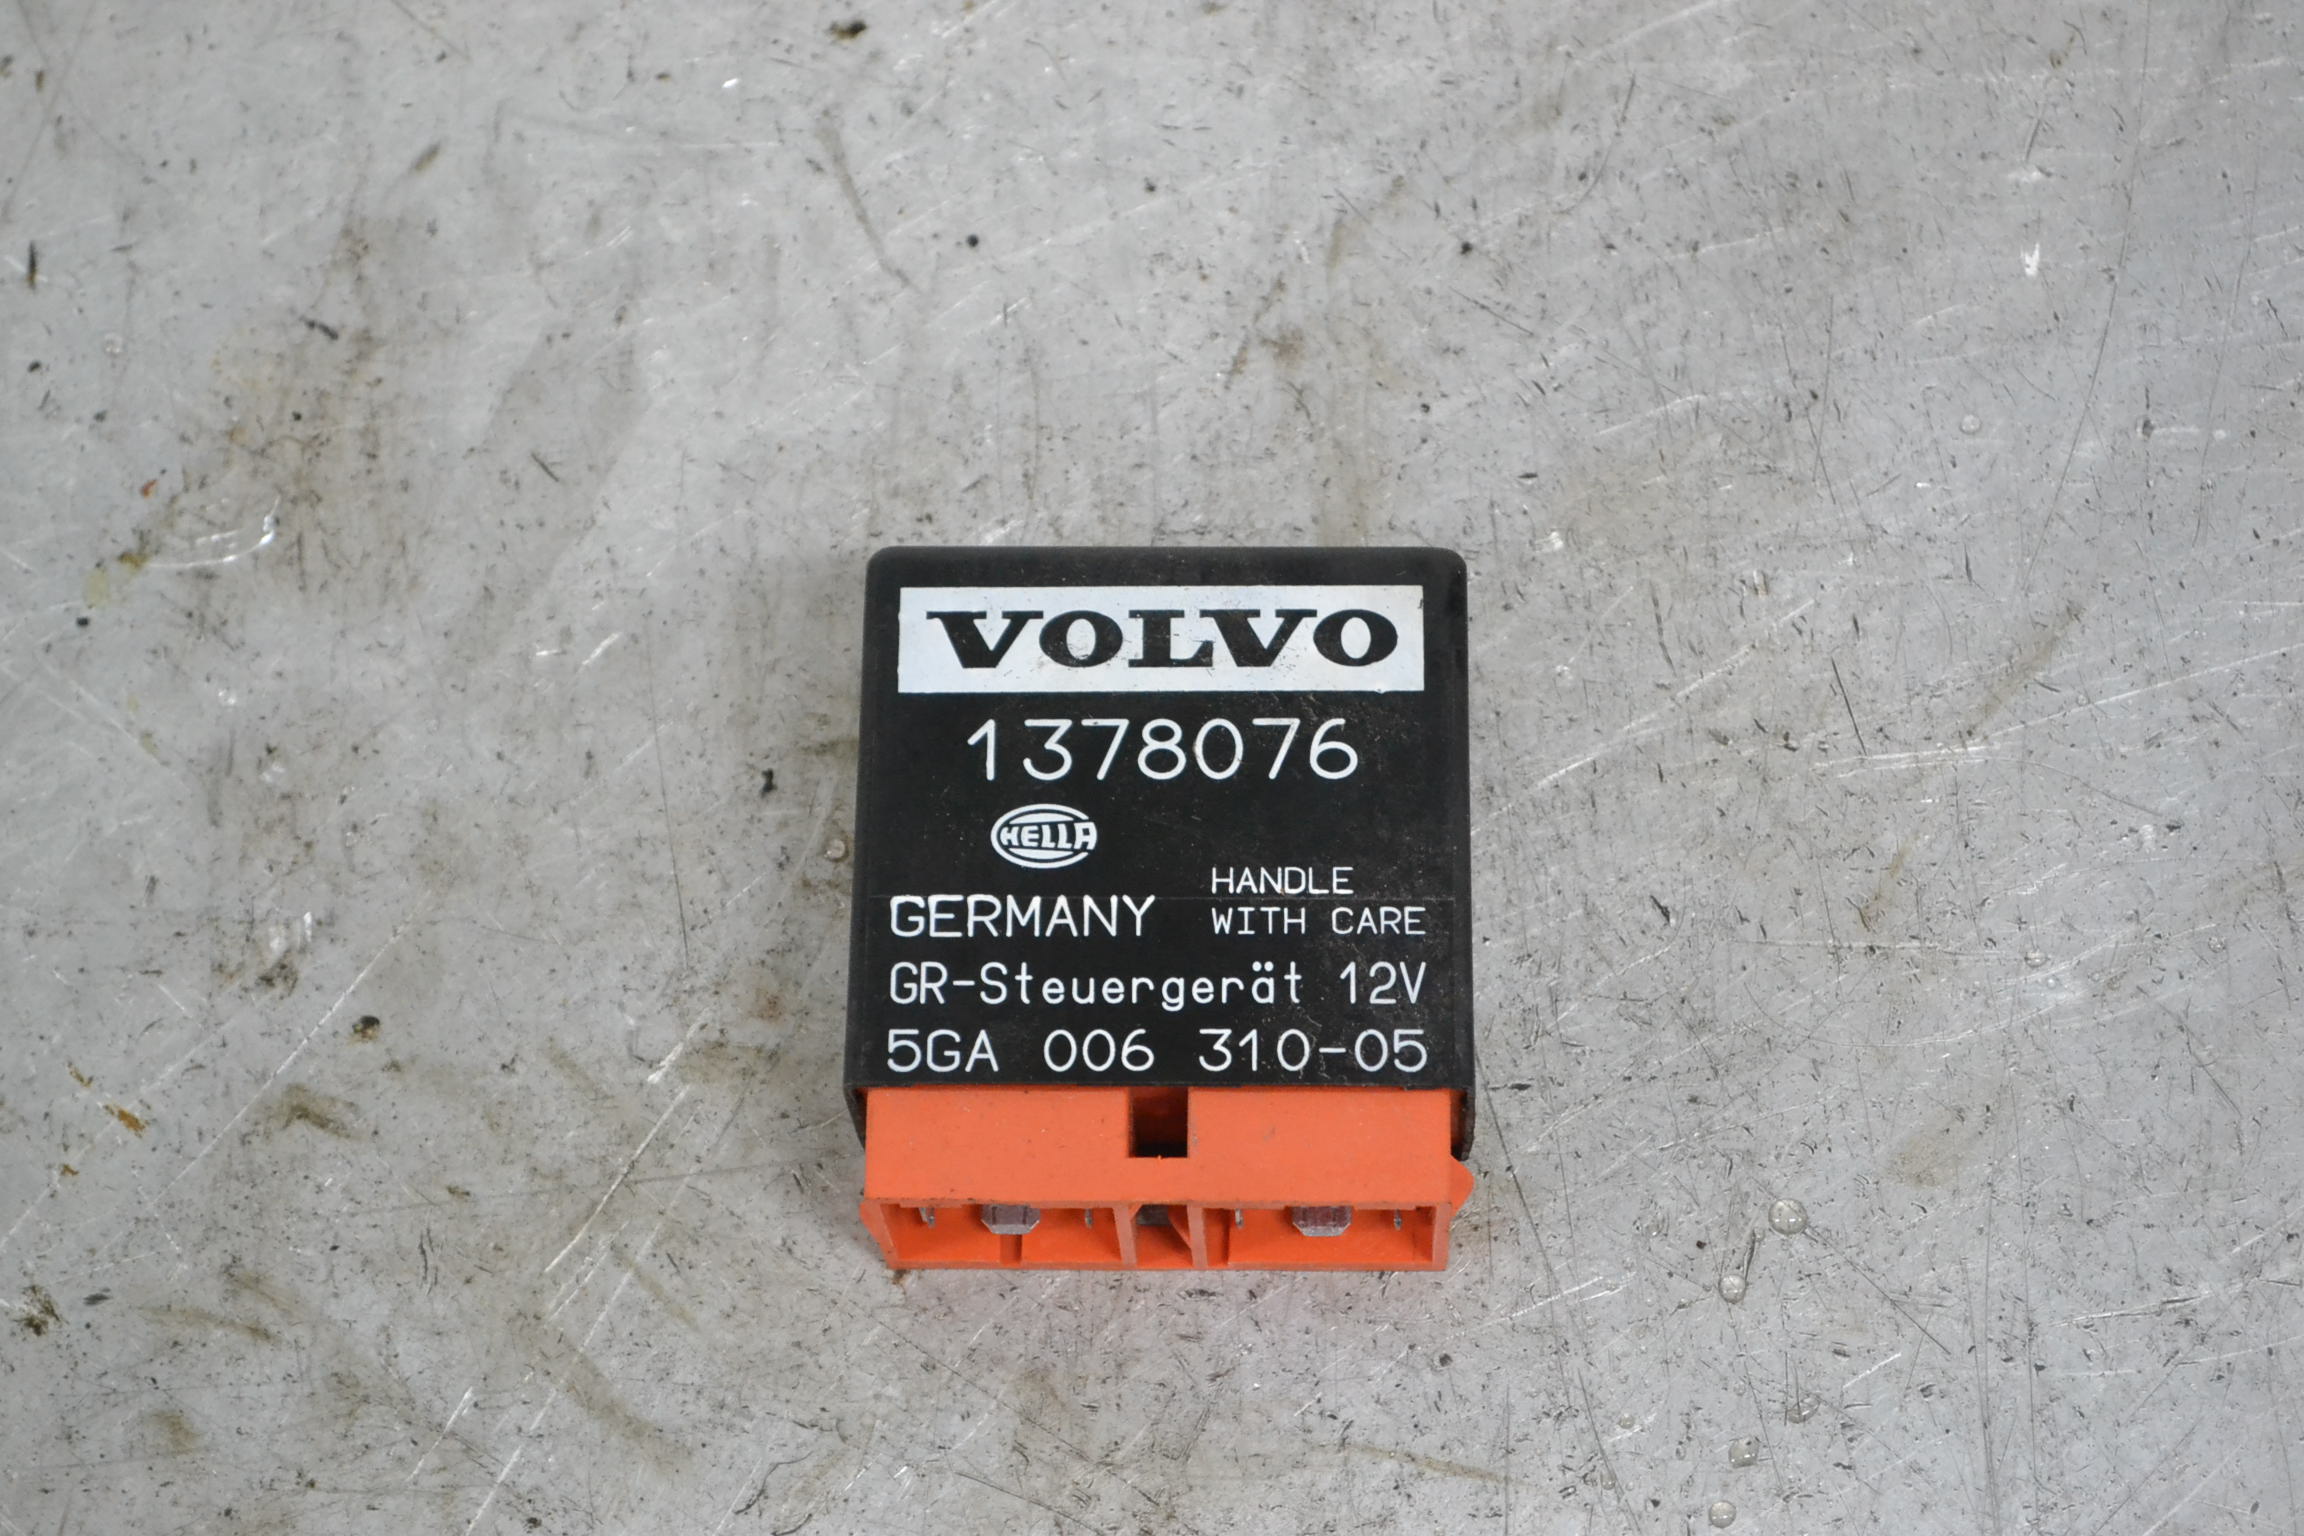 VOLVO
1378076
HELLA
HANDLE
GERMANY WITH CARE
GR-Steuergerät 12V
5GA 006 310-05